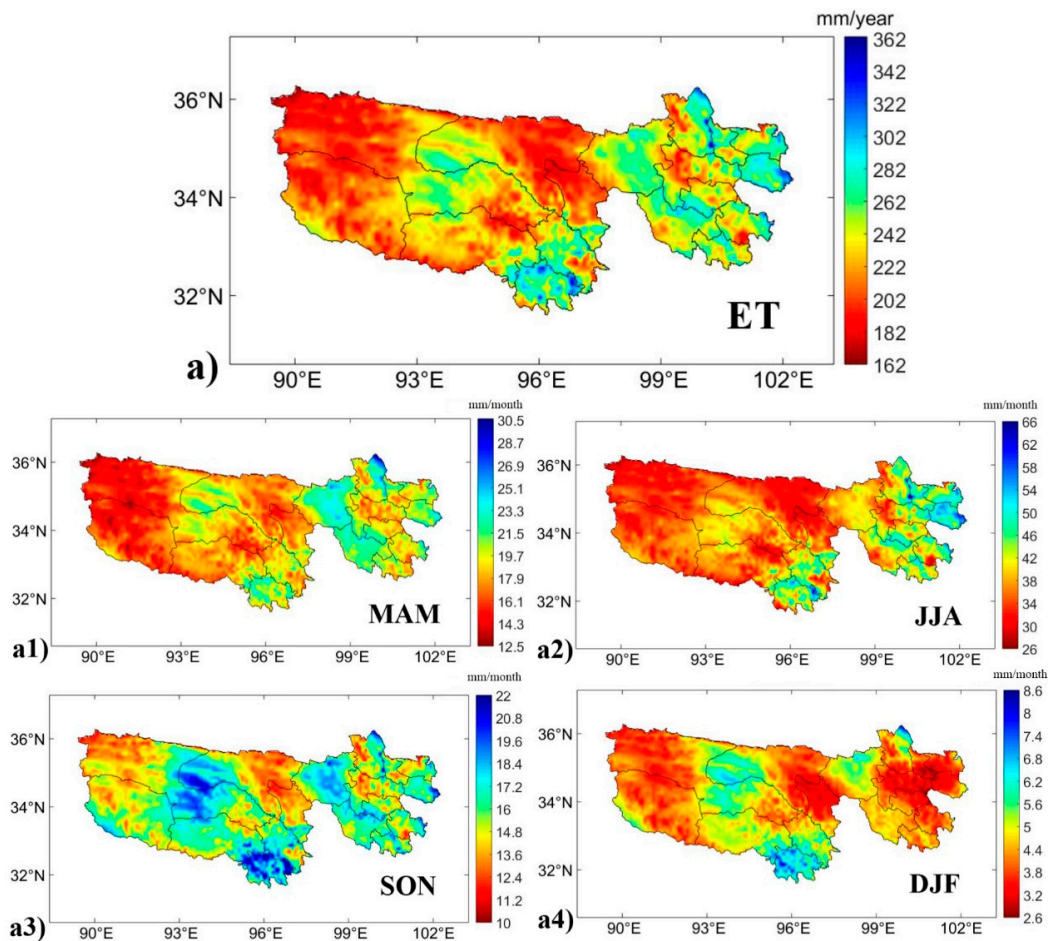 mm/year
362
342
322
302
282
262
242
222
202
182
162
36°N
34°N
32°N
ET
a)
90°E 93°E 96°E 99°E 102°E
mm/month
30.5
28.7
26.9
25.1
23.3
21.5
19.7
17.9
16.1
14.3
12.5
36°N
34°N
32°N
MAM
a1)
90°E 93°E 96°E 99°E 102°E
mm/month
66
62
58
54
50
46
42
38
34
30
26
36°N
34°N
32°N
JJA
a2)
90°E 93°E 96°E 99°E 102°E
mm/month
22
20.8
19.6
18.4
17.2
16
14.8
13.6
12.4
11.2
10
36°N
34°N
32°N
SON
a3)
90°E 93°E 96°E 99°E 102°E
mm/month
8.6
8
7.4
6.8
6.2
5.6
5
4.4
3.8
3.2
2.6
36°N
34°N
32°N
DJF
a4)
90°E 93°E 96°E 99°E 102°E